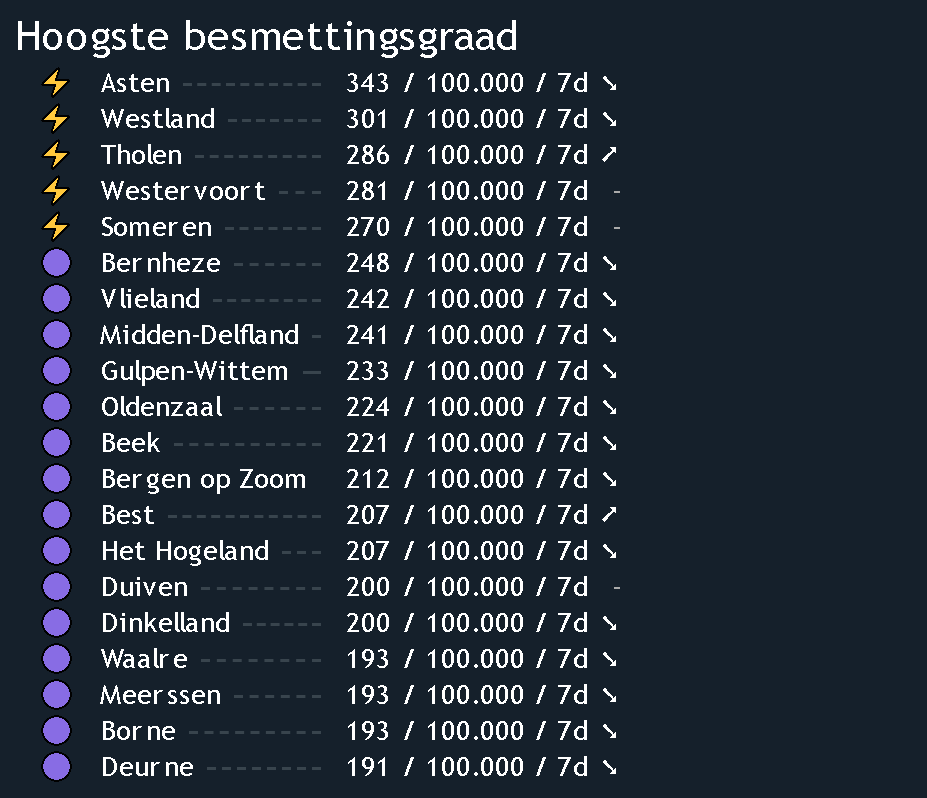 Hoogste besmettingsgraad
Asten ---------- 343 / 100.000 / 7d ➘
Westland ------- 301 / 100.000 / 7d ➘
Tholen --------- 286 / 100.000 / 7d ➚
Westervoort --- 281 / 100.000 / 7d -
Someren ------- 270 / 100.000 / 7d -
Bernheze ------ 248 / 100.000 / 7d ➘
Vlieland -------- 242 / 100.000 / 7d ➘
Midden-Delfland - 241 / 100.000 / 7d ➘
Gulpen-Wittem — 233 / 100.000 / 7d ➘
Oldenzaal ------ 224 / 100.000 / 7d ➘
Beek ---------- 221 / 100.000 / 7d ➘
Bergen op Zoom 212 / 100.000 / 7d ➘
Best ----------- 207 / 100.000 / 7d ➚
Het Hogeland --- 207 / 100.000 / 7d ➘
Duiven -------- 200 / 100.000 / 7d -
Dinkelland ------ 200 / 100.000 / 7d ➘
Waalre -------- 193 / 100.000 / 7d ➘
Meerssen ------ 193 / 100.000 / 7d ➘
Borne --------- 193 / 100.000 / 7d ➘
Deurne -------- 191 / 100.000 / 7d ➘